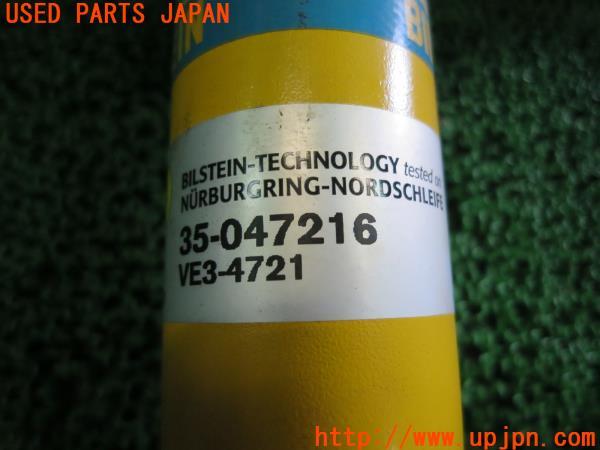 USED PARTS JAPAN
BILSTEIN-TECHNOLOGY tested on
NÜRBURGRING-NORDSCHLEIFE
35-047216
VE3-4721
http://www.upjpn.com